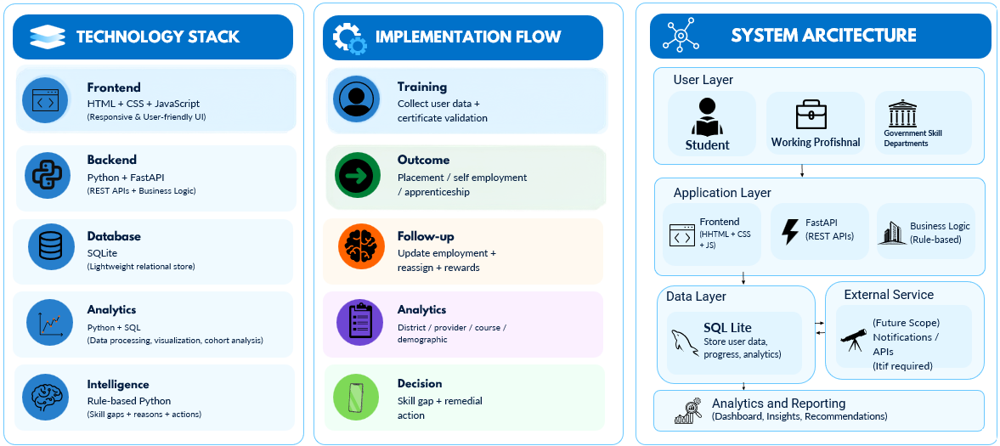 TECHNOLOGY STACK
Frontend
HTML + CSS + JavaScript
(Responsive & User-friendly UI)
Backend
Python + FastAPI
(REST APIs + Business Logic)
Database
SQLite
(Lightweight relational store)
Analytics
Python + SQL
(Data processing, visualization, cohort analysis)
Intelligence
Rule-based Python
(Skill gaps + reasons + actions)
IMPLEMENTATION FLOW
Training
Collect user data +
certificate validation
Outcome
Placement / self employment
/ apprenticeship
Follow-up
Update employment +
reassign + rewards
Analytics
District / provider / course /
demographic
Decision
Skill gap + remedial
action
SYSTEM ARCITECTURE
User Layer
Student
Working Profishnal
Government Skill
Departments
Application Layer
Frontend
(HHTML + CSS
+ JS)
FastAPI
(REST APIs)
Business Logic
(Rule-based)
Data Layer
SQL Lite
Store user data,
progress, analytics)
External Service
(Future Scope)
Notifications /
APIs
(Itif required)
Analytics and Reporting
(Dashboard, Insights, Recommendations)